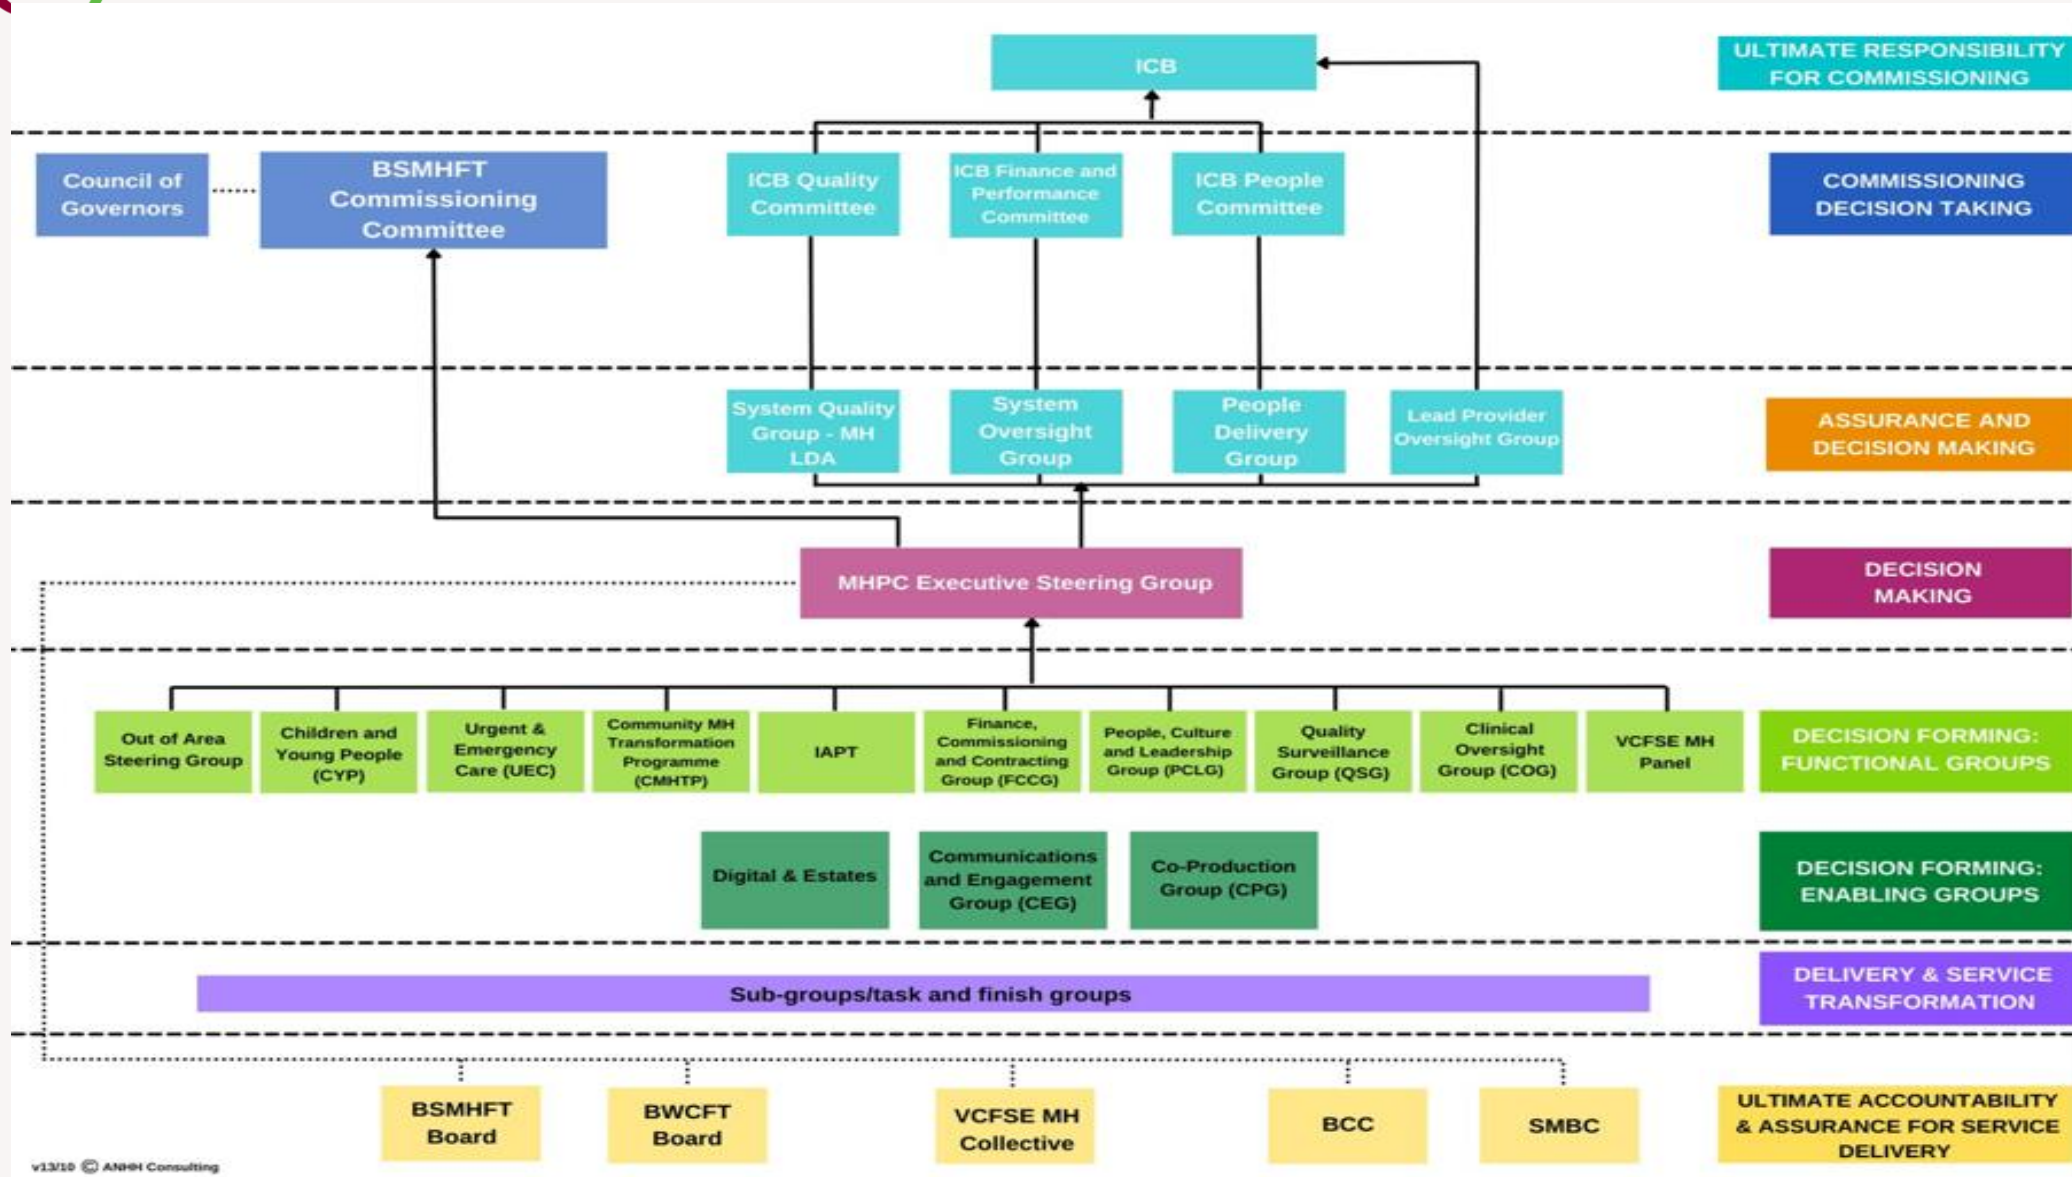 ICB
ULTIMATE RESPONSIBILITY
FOR COMMISSIONING
Council of
Governors
BSMHFT
Commissioning
Committee
ICB Quality
Committee
ICB Finance and
Performance
Committee
ICB People
Committee
COMMISSIONING
DECISION TAKING
System Quality
Group - MH
LDA
System
Oversight
Group
People
Delivery
Group
Lead Provider
Oversight Group
ASSURANCE AND
DECISION MAKING
MHPC Executive Steering Group
DECISION
MAKING
Out of Area
Steering Group
Children and
Young People
(CYP)
Urgent &
Emergency
Care (UEC)
Community MH
Transformation
Programme
(CMHTP)
IAPT
Finance,
Commissioning
and Contracting
Group (FCCG)
People, Culture
and Leadership
Group (PCLG)
Quality
Surveillance
Group (QSG)
Clinical
Oversight
Group (COG)
VCFSE MH
Panel
DECISION FORMING:
FUNCTIONAL GROUPS
Digital & Estates
Communications
and Engagement
Group (CEG)
Co-Production
Group (CPG)
DECISION FORMING:
ENABLING GROUPS
Sub-groups/task and finish groups
DELIVERY & SERVICE
TRANSFORMATION
BSMHFT
Board
BWCFT
Board
VCFSE MH
Collective
BCC
SMBC
ULTIMATE ACCOUNTABILITY
& ASSURANCE FOR SERVICE
DELIVERY
v13/10 © ANHH Consulting